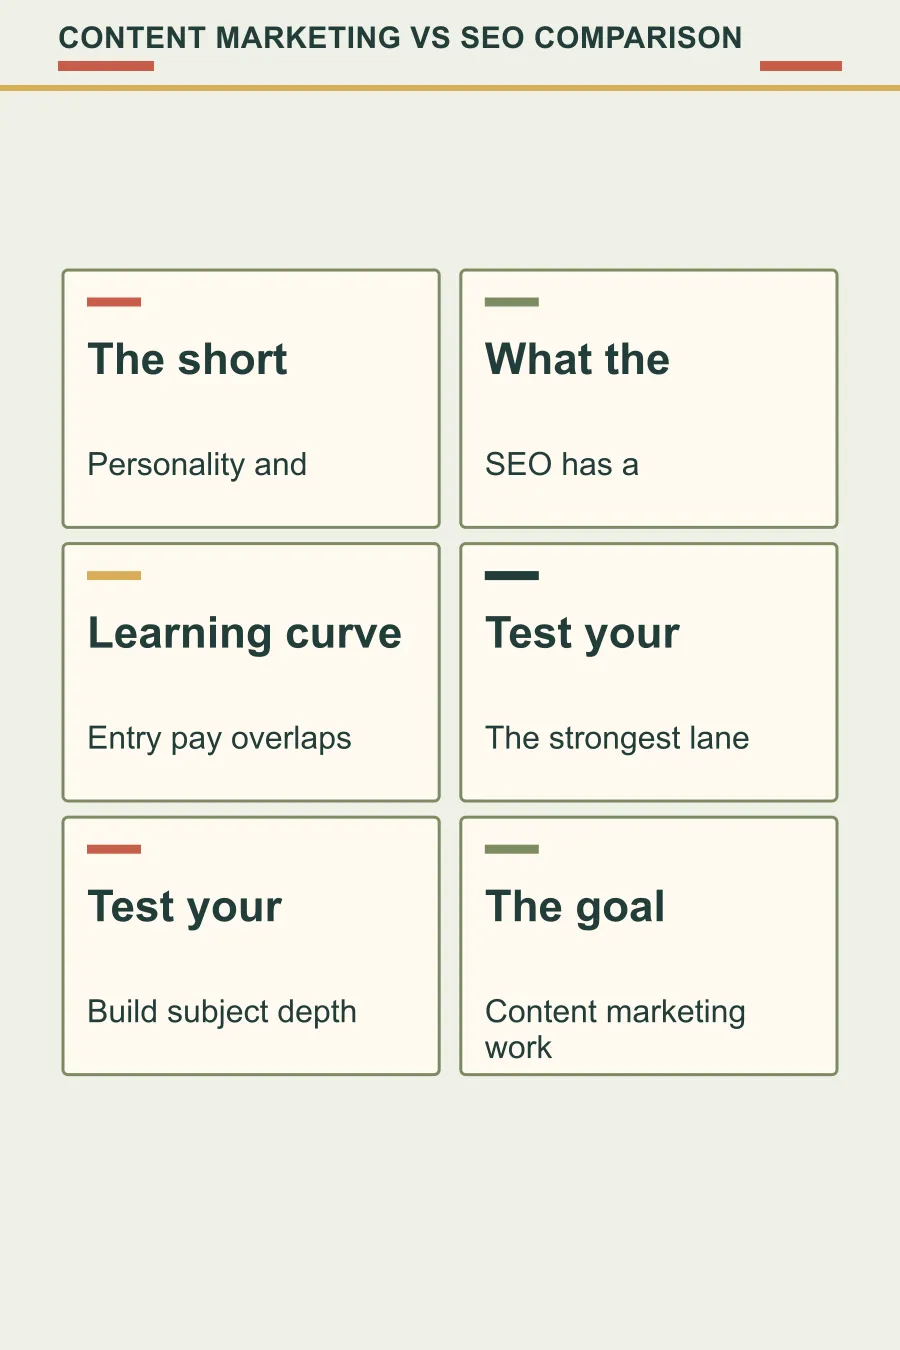 CONTENT MARKETING VS SEO COMPARISON
The short
Personality and
What the
SEO has a
Learning curve
Entry pay overlaps
Test your
The strongest lane
Test your
Build subject depth
The goal
Content marketing
work